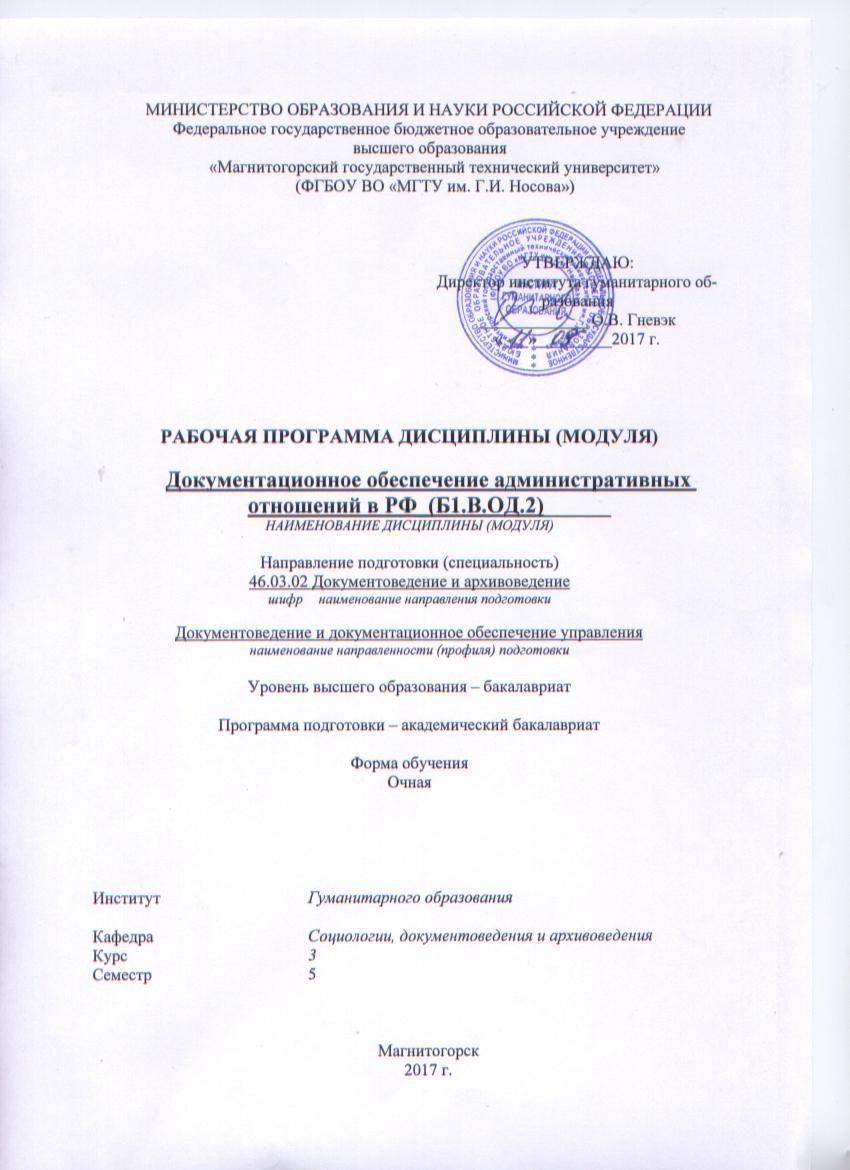 МИНИСТЕРСТВО ОБРАЗОВАНИЯ И НАУКИ РОССИЙСКОЙ ФЕДЕРАЦИИ
Федеральное государственное бюджетное образовательное учреждение
высшего образования
«Магнитогорский государственный технический университет»
(ФГБОУ ВО «МГТУ им. Г.И. Носова»)
УТВЕРЖДАЮ:
Директор института гуманитарного об-
разования
О.В. Гневэк
«11» 09 2017 г.
РАБОЧАЯ ПРОГРАММА ДИСЦИПЛИНЫ (МОДУЛЯ)
Документационное обеспечение административных
отношений в РФ (Б1.В.ОД.2)
НАИМЕНОВАНИЕ ДИСЦИПЛИНЫ (МОДУЛЯ)
Направление подготовки (специальность)
46.03.02 Документоведение и архивоведение
шифр наименование направления подготовки
Документоведение и документационное обеспечение управления
наименование направленности (профиля) подготовки
Уровень высшего образования – бакалавриат
Программа подготовки – академический бакалавриат
Форма обучения
Очная
Институт Гуманитарного образования
Кафедра Социологии, документоведения и архивоведения
Курс 3
Семестр 5
Магнитогорск
2017 г.